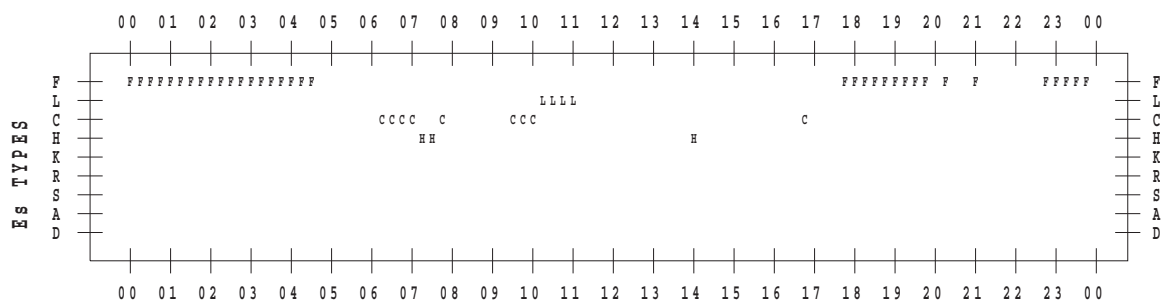 00 01 02 03 04 05 06 07 08 09 10 11 12 13 14 15 16 17 18 19 20 21 22 23 00
F FFFFFFFFFFFFFFFFFFF FFFFFFFFF F F FFFFF F
L LLLL L
C CCCC C CCC C C
H HH H H
K K
R R
S S
A A
D D
Es TYPES
00 01 02 03 04 05 06 07 08 09 10 11 12 13 14 15 16 17 18 19 20 21 22 23 00